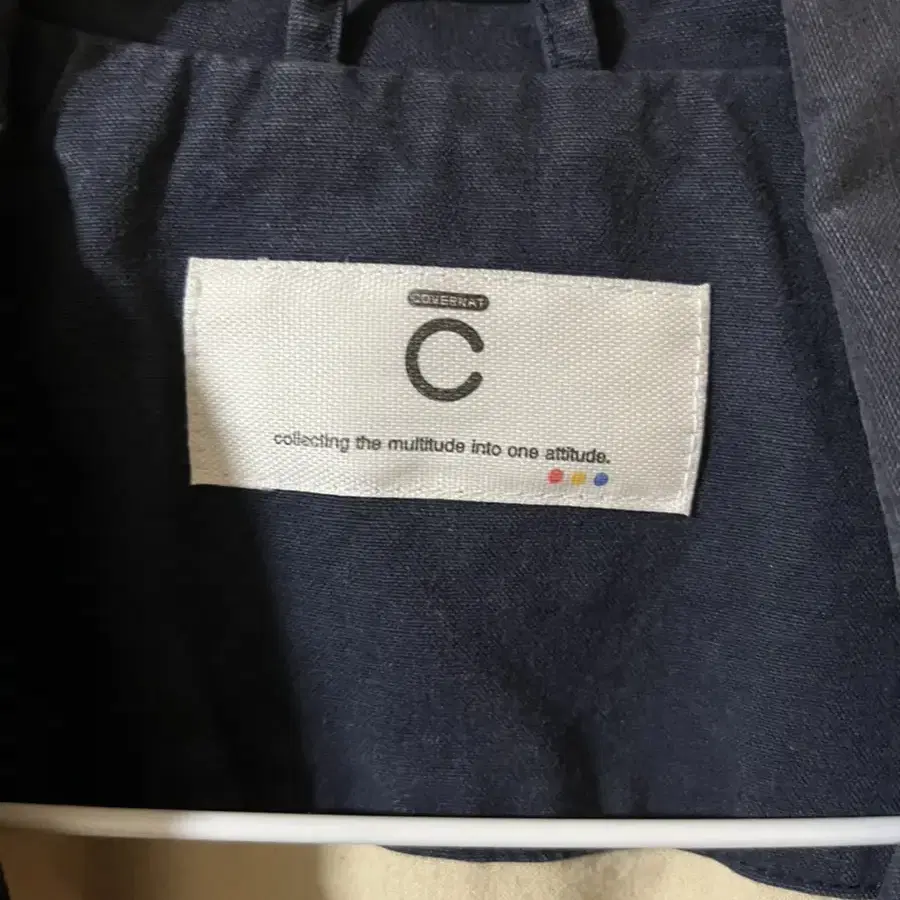 COVERNAT
C
collecting the multitude into one attitude.